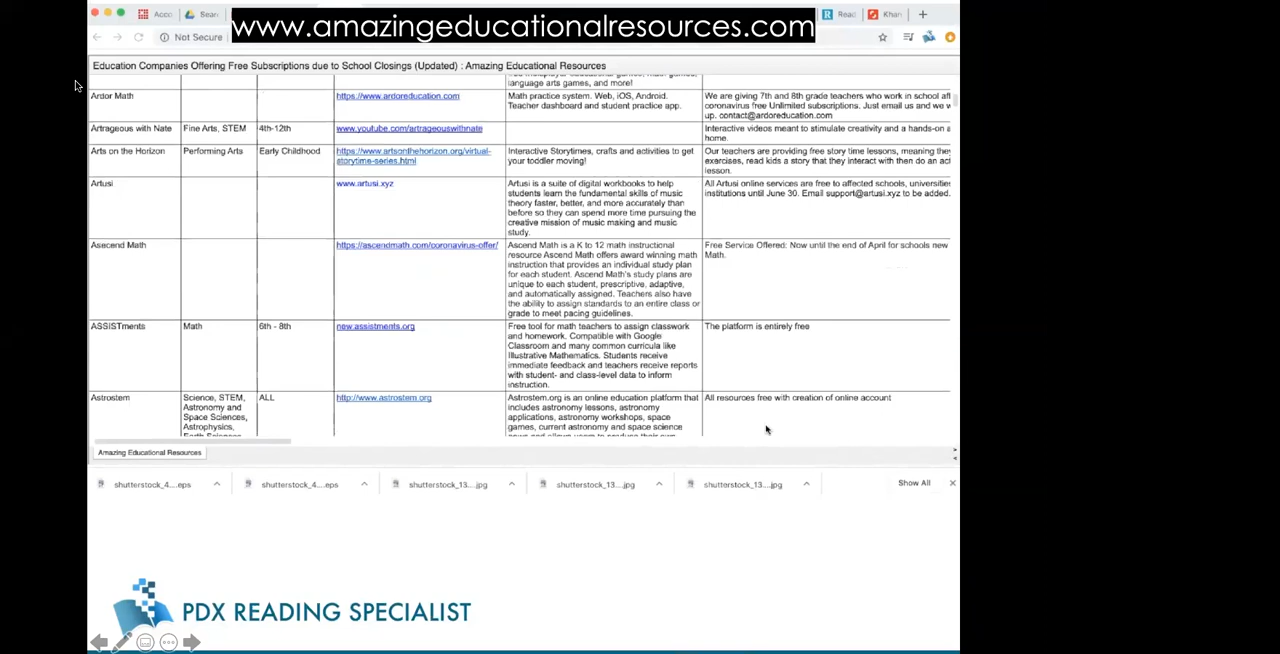 www.amazingeducationalresources.com
Acco
Sear
Read
Khan
Not Secure
Education Companies Offering Free Subscriptions due to School Closings (Updated) : Amazing Educational Resources
language arts games, and more!
Ardor Math
https://www.ardoreducation.com
Math practice system. Web, iOS, Android.
Teacher dashboard and student practice app.
We are giving 7th and 8th grade teachers who work in school aff
coronavirus free Unlimited subscriptions. Just email us and we w
up. contact@ardoreducation.com
Artrageous with Nate
Fine Arts, STEM
4th-12th
www.youtube.com/artrageouswithnate
Interactive videos meant to stimulate creativity and a hands-on a
home.
Arts on the Horizon
Performing Arts
Early Childhood
https://www.artsonthehorizon.org/virtual-
storytime-series.html
Interactive Storytimes, crafts and activities to get
your toddler moving!
Our teachers are providing free story time lessons, meaning they
exercises, read kids a story that they interact with then do an act
lesson.
Artusi
www.artusi.xyz
Artusi is a suite of digital workbooks to help
students learn the fundamental skills of music
theory faster, better, and more accurately than
before so they can spend more time pursuing the
creative mission of music making and music
study.
All Artusi online services are free to affected schools, universities
institutions until June 30. Email support@artusi.xyz to be added.
Asecend Math
https://ascendmath.com/coronavirus-offer/
Ascend Math is a K to 12 math instructional
resource Ascend Math offers award winning math
instruction that provides an individual study plan
for each student. Ascend Math's study plans are
unique to each student, prescriptive, adaptive,
and automatically assigned. Teachers also have
the ability to assign standards to an entire class or
grade to meet pacing guidelines.
Free Service Offered: Now until the end of April for schools new
Math.
ASSISTments
Math
6th - 8th
new.assistments.org
Free tool for math teachers to assign classwork
and homework. Compatible with Google
Classroom and many common curricula like
Illustrative Mathematics. Students receive
immediate feedback and teachers receive reports
with student- and class-level data to inform
instruction.
The platform is entirely free
Astrostem
Science, STEM,
Astronomy and
Space Sciences,
Astrophysics,
Earth Sciences
ALL
http://www.astrostem.org
Astrostem.org is an online education platform that
includes astronomy lessons, astronomy
applications, astronomy workshops, space
games, current astronomy and space science
All resources free with creation of online account
Amazing Educational Resources
shutterstock_4....eps
shutterstock_4....eps
shutterstock_13....jpg
shutterstock_13....jpg
shutterstock_13....jpg
Show All
PDX READING SPECIALIST